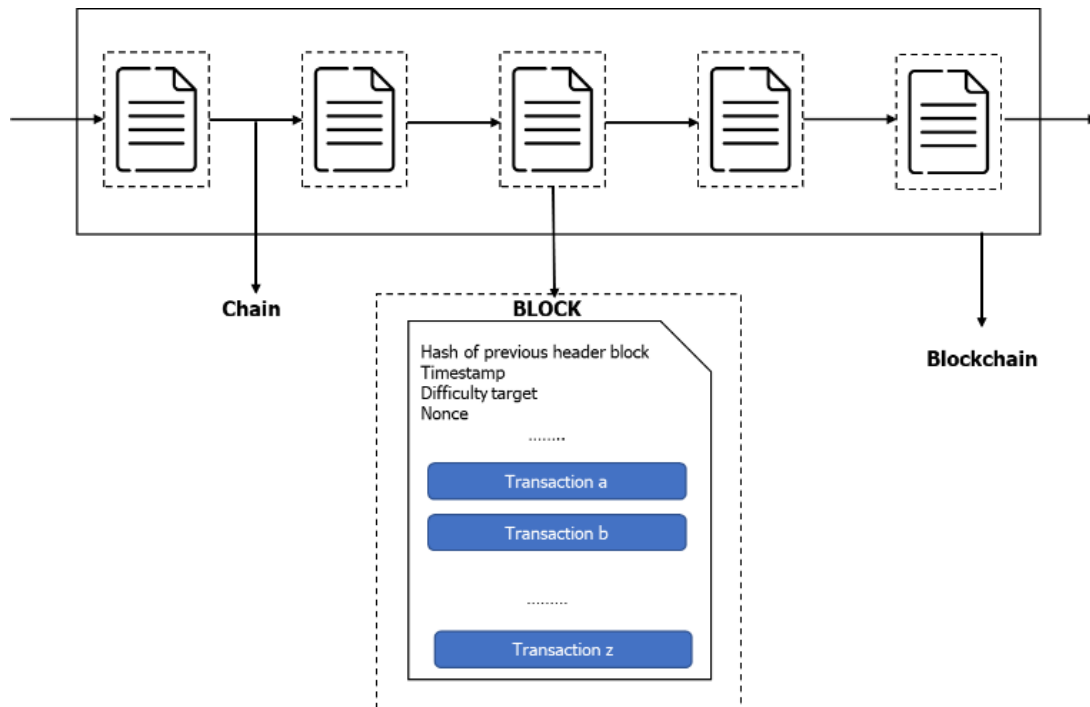 Chain
BLOCK
Blockchain
Hash of previous header block
Timestamp
Difficulty target
Nonce
........
Transaction a
Transaction b
.........
Transaction z